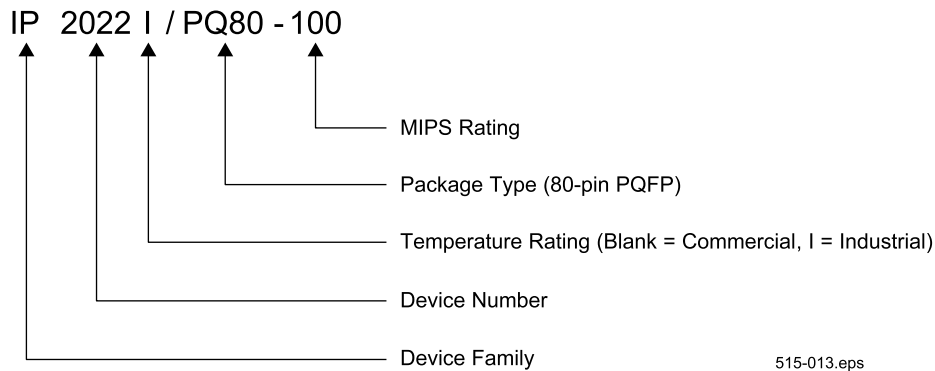 IP 2022 I / PQ80 - 100
MIPS Rating
Package Type (80-pin PQFP)
Temperature Rating (Blank = Commercial, I = Industrial)
Device Number
Device Family
515-013.eps